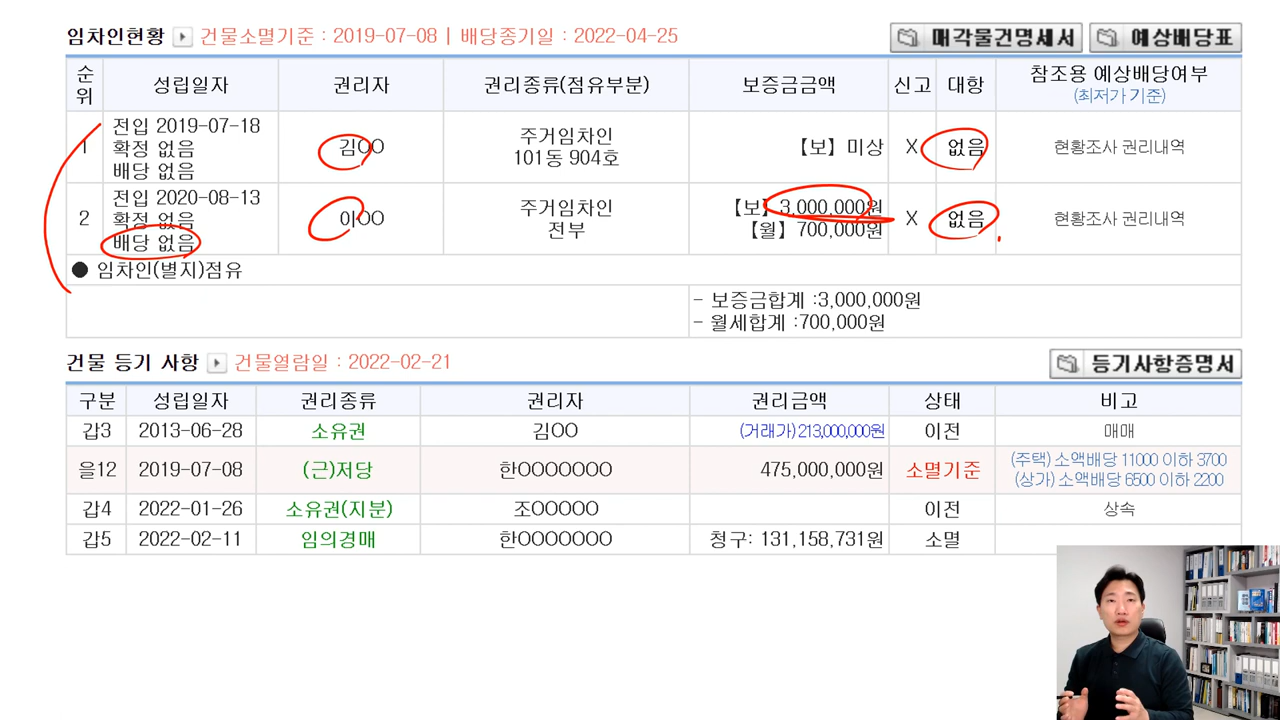 임차인현황 건물소멸기준 : 2019-07-08 | 배당종기일 : 2022-04-25 매각물건명세서 예상배당표
순위 성립일자 권리자 권리종류(점유부분) 보증금금액 신고 대항 참조용 예상배당여부
(최저가 기준)
1 전입 2019-07-18 확정 없음 배당 없음 김OO 주거임차인 101동 904호 【보】 미상 X 없음 현황조사 권리내역
2 전입 2020-08-13 확정 없음 배당 없음 이OO 주거임차인 전부 【보】 3,000,000원 【월】 700,000원 X 없음 현황조사 권리내역
● 임차인(별지)점유
- 보증금합계 :3,000,000원
- 월세합계 :700,000원
건물 등기 사항 건물열람일 : 2022-02-21 등기사항증명서
구분 성립일자 권리종류 권리자 권리금액 상태 비고
갑3 2013-06-28 소유권 김OO (거래가)213,000,000원 이전 매매
을12 2019-07-08 (근)저당 한OOOOOOO 475,000,000원 소멸기준 (주택) 소액배당 11000 이하 3700
(상가) 소액배당 6500 이하 2200
갑4 2022-01-26 소유권(지분) 조OOOOO 이전 상속
갑5 2022-02-11 임의경매 한OOOOOOO 청구: 131,158,731원 소멸